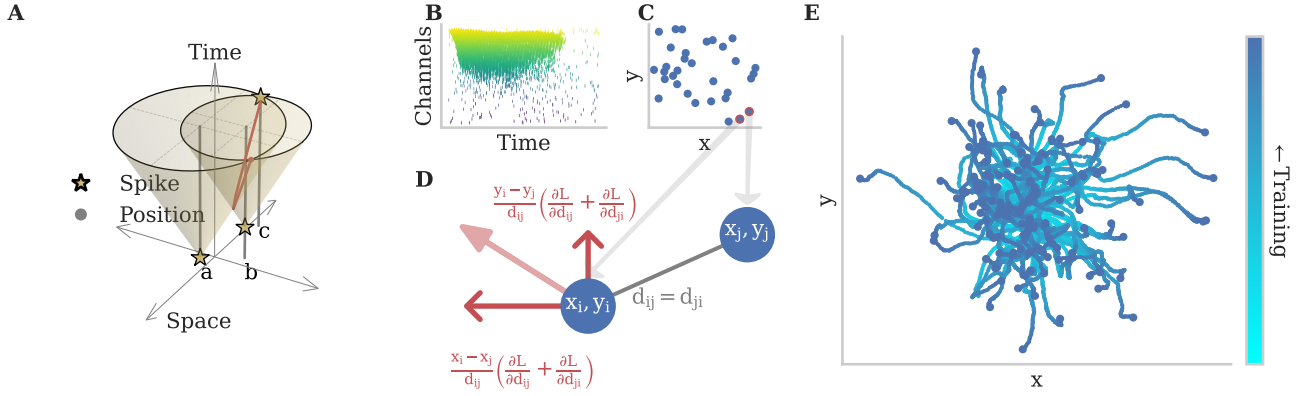 A
Time
Spike
Position
a
b
c
Space
B
Channels
Time
C
y
x
D
y_i − y_j / d_ij (∂L/∂d_ij + ∂L/∂d_ji)
x_j, y_j
x_i, y_i
d_ij = d_ji
x_i − x_j / d_ij (∂L/∂d_ij + ∂L/∂d_ji)
E
y
x
←Training